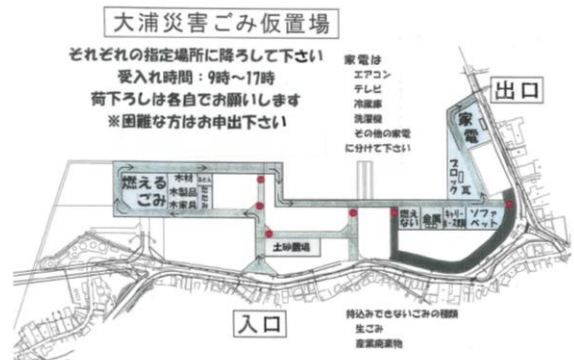 大浦災害ごみ仮置場
それぞれの指定場所に降ろして下さい
受入れ時間：9時～17時
荷下ろしは各自でお願いします
※困難な方はお申出下さい
家電は
エアコン
テレビ
冷蔵庫
洗濯機
その他の家電
に分けて下さい
出口
家電
ブロック
瓦
燃える
ごみ
木材
木製品
木家具
たたみ
燃え
ない
金属
ソファ
ベット
土砂置場
入口
持込みできないごみの種類
生ごみ
産業廃棄物